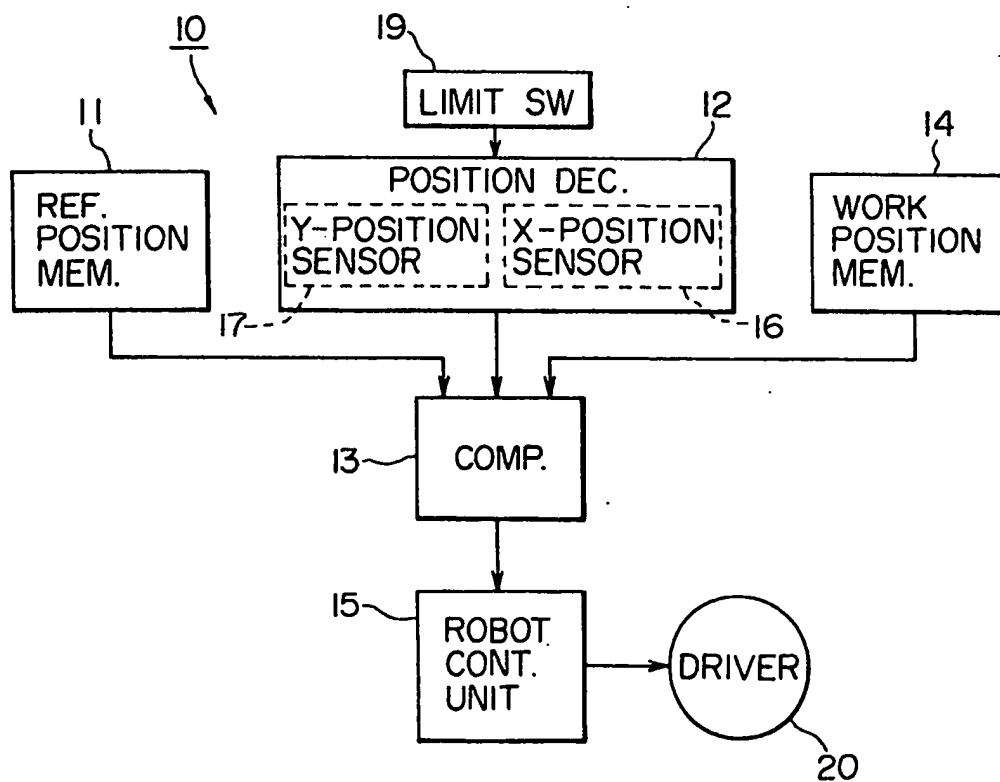 10
19
LIMIT SW
11
12
14
REF.
POSITION
MEM.
POSITION DEC.
Y-POSITION
SENSOR
X-POSITION
SENSOR
WORK
POSITION
MEM.
17
16
13
COMP.
15
ROBOT
CONT.
UNIT
DRIVER
20